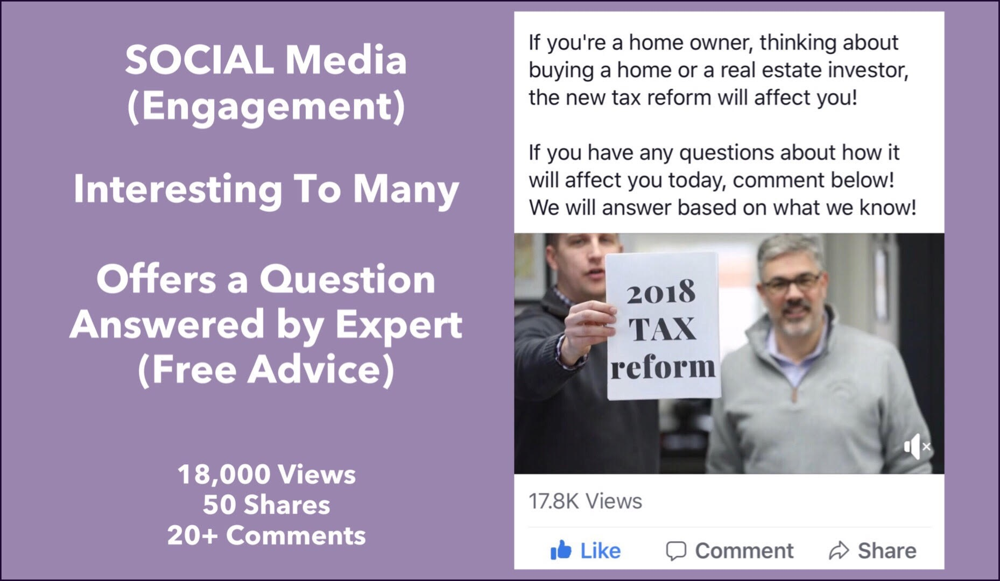 SOCIAL Media
(Engagement)
Interesting To Many
Offers a Question
Answered by Expert
(Free Advice)
18,000 Views
50 Shares
20+ Comments
If you're a home owner, thinking about
buying a home or a real estate investor,
the new tax reform will affect you!
If you have any questions about how it
will affect you today, comment below!
We will answer based on what we know!
2018
TAX
reform
17.8K Views
Like Comment Share